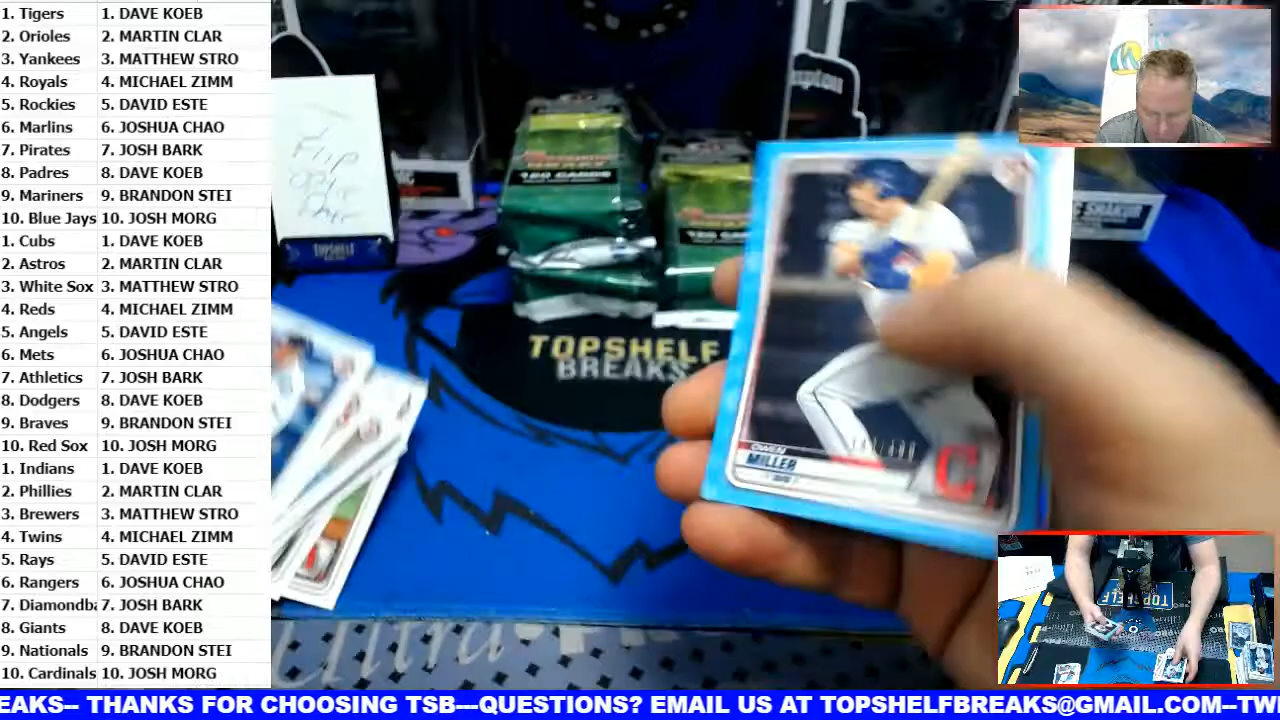 1. Tigers 1. DAVE KOEB
2. Orioles 2. MARTIN CLAR
3. Yankees 3. MATTHEW STRO
4. Royals 4. MICHAEL ZIMM
5. Rockies 5. DAVID ESTE
6. Marlins 6. JOSHUA CHAO
7. Pirates 7. JOSH BARK
8. Padres 8. DAVE KOEB
9. Mariners 9. BRANDON STEI
10. Blue Jays 10. JOSH MORG
1. Cubs 1. DAVE KOEB
2. Astros 2. MARTIN CLAR
3. White Sox 3. MATTHEW STRO
4. Reds 4. MICHAEL ZIMM
5. Angels 5. DAVID ESTE
6. Mets 6. JOSHUA CHAO
7. Athletics 7. JOSH BARK
8. Dodgers 8. DAVE KOEB
9. Braves 9. BRANDON STEI
10. Red Sox 10. JOSH MORG
1. Indians 1. DAVE KOEB
2. Phillies 2. MARTIN CLAR
3. Brewers 3. MATTHEW STRO
4. Twins 4. MICHAEL ZIMM
5. Rays 5. DAVID ESTE
6. Rangers 6. JOSHUA CHAO
7. Diamondba 7. JOSH BARK
8. Giants 8. DAVE KOEB
9. Nationals 9. BRANDON STEI
10. Cardinals 10. JOSH MORG
Flip
TOPSHELF
120 CARDS
TOPSHELF
BREAKS
OWEN
MILLER
C
TOPSHELF
EAKS-- THANKS FOR CHOOSING TSB---QUESTIONS? EMAIL US AT TOPSHELFBREAKS@GMAIL.COM--TWI